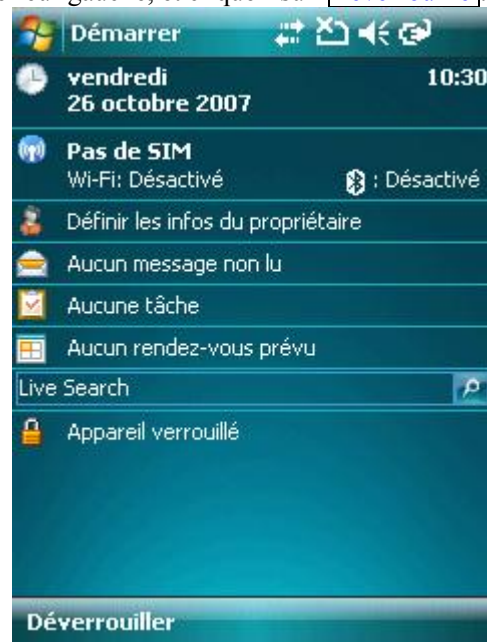 Démarrer
vendredi 10:30
26 octobre 2007
Pas de SIM
Wi-Fi: Désactivé : Désactivé
Définir les infos du propriétaire
Aucun message non lu
Aucune tâche
Aucun rendez-vous prévu
Live Search
Appareil verrouillé
Déverrouiller